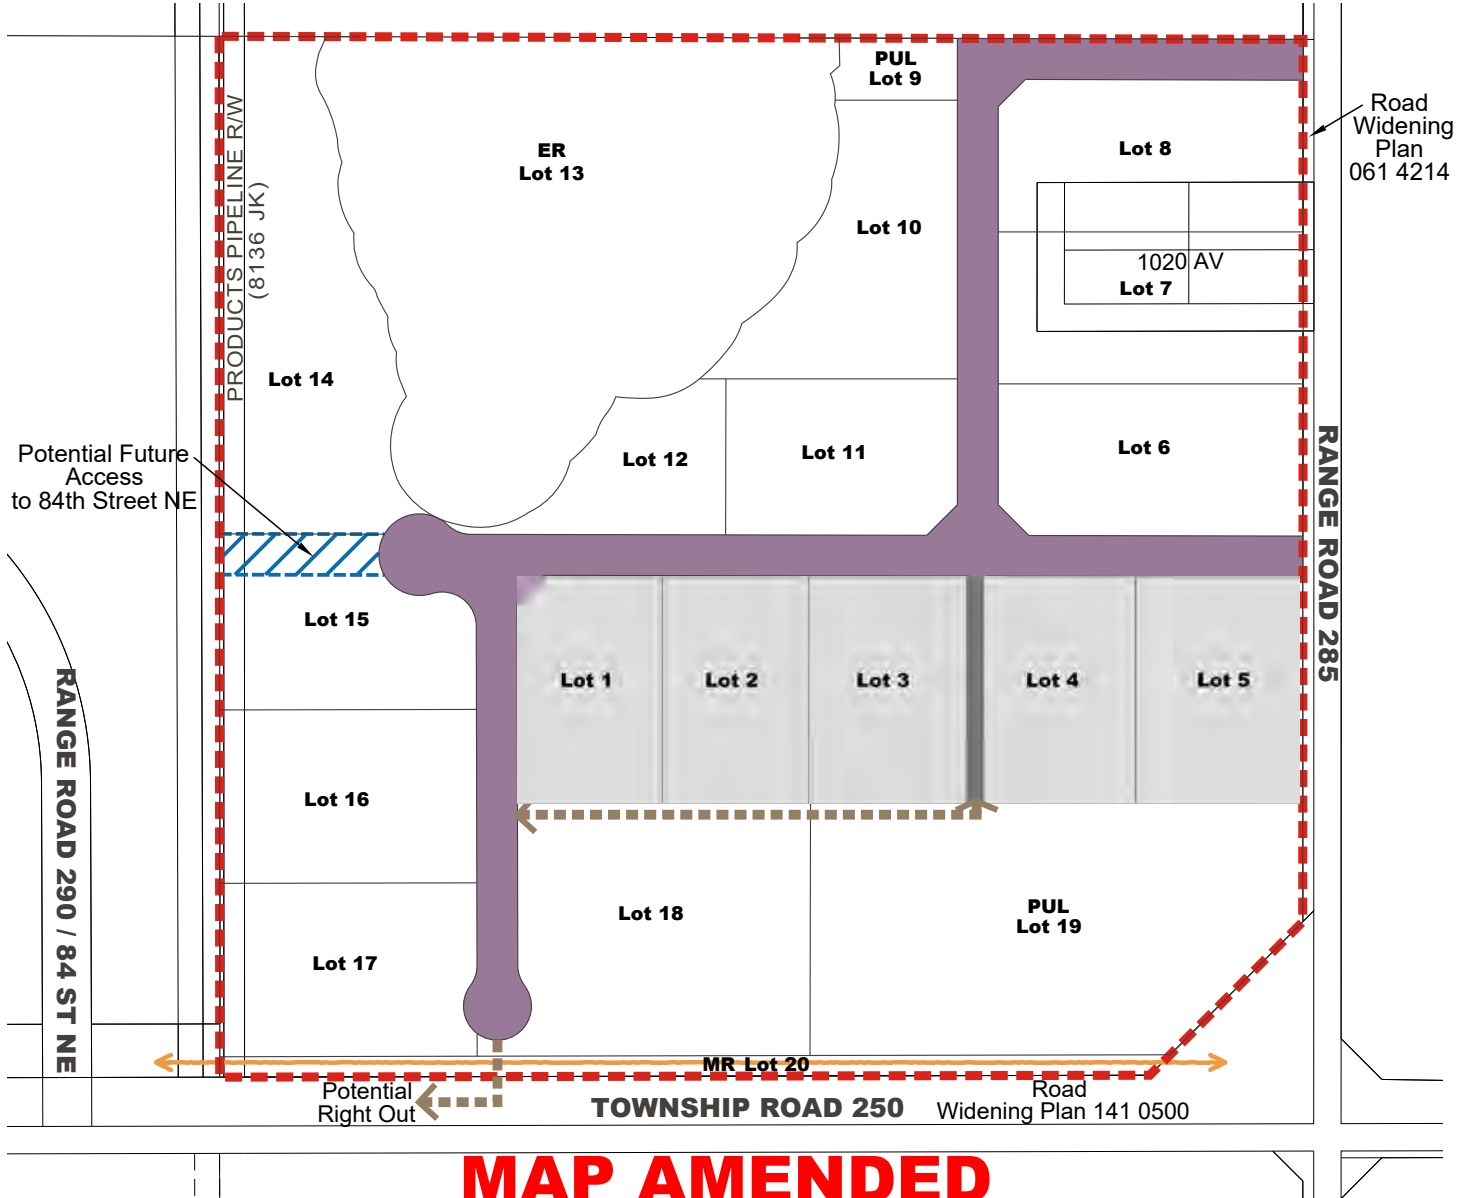 PUL
Lot 9
Road
Widening
Plan
061 4214
ER
Lot 13
Lot 8
PRODUCTS PIPELINE R/W
(8136 JK)
Lot 10
1020 AV
Lot 7
Lot 14
Potential Future
Access
to 84th Street NE
Lot 12
Lot 11
Lot 6
RANGE ROAD 285
Lot 15
Lot 1
Lot 2
Lot 3
Lot 4
Lot 5
RANGE ROAD 290 / 84 ST NE
Lot 16
Lot 18
PUL
Lot 19
Lot 17
MR Lot 20
Potential
Right Out
TOWNSHIP ROAD 250
Road
Widening Plan 141 0500
MAP AMENDED